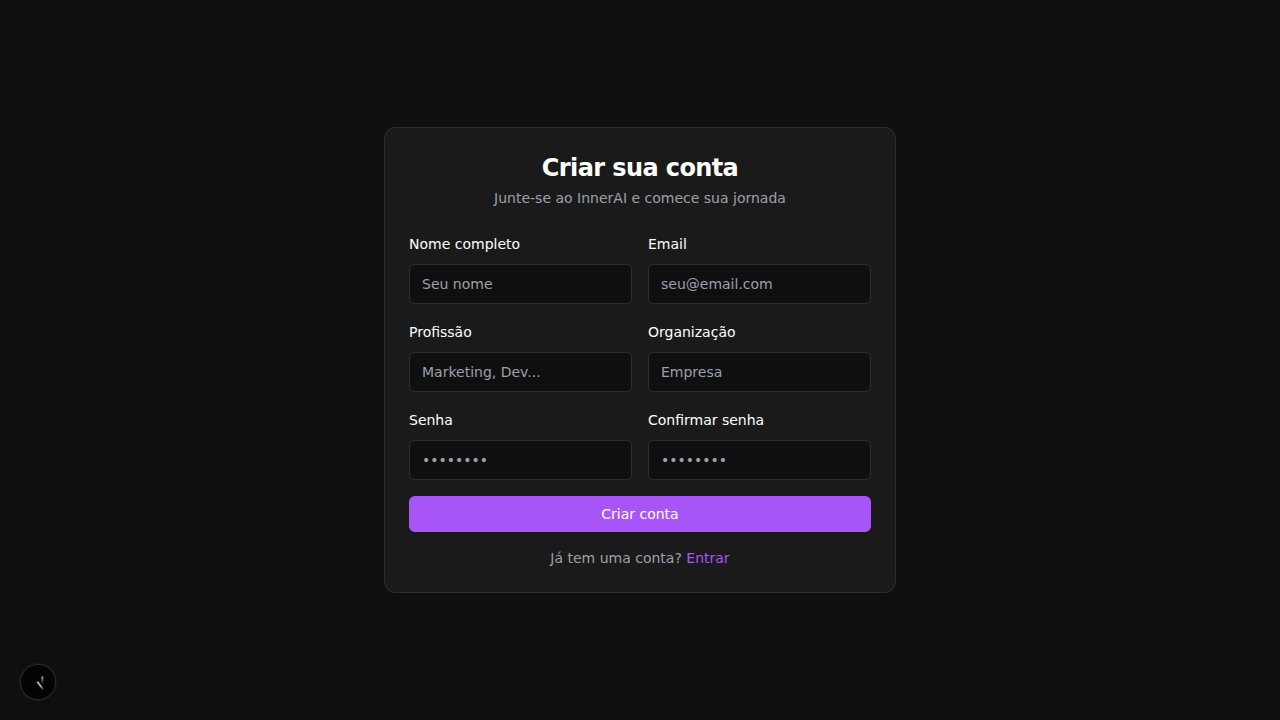 Criar sua conta
Junte-se ao InnerAI e comece sua jornada
Nome completo
Email
Seu nome
seu@email.com
Profissão
Organização
Marketing, Dev...
Empresa
Senha
Confirmar senha
••••••••
••••••••
Criar conta
Já tem uma conta? Entrar